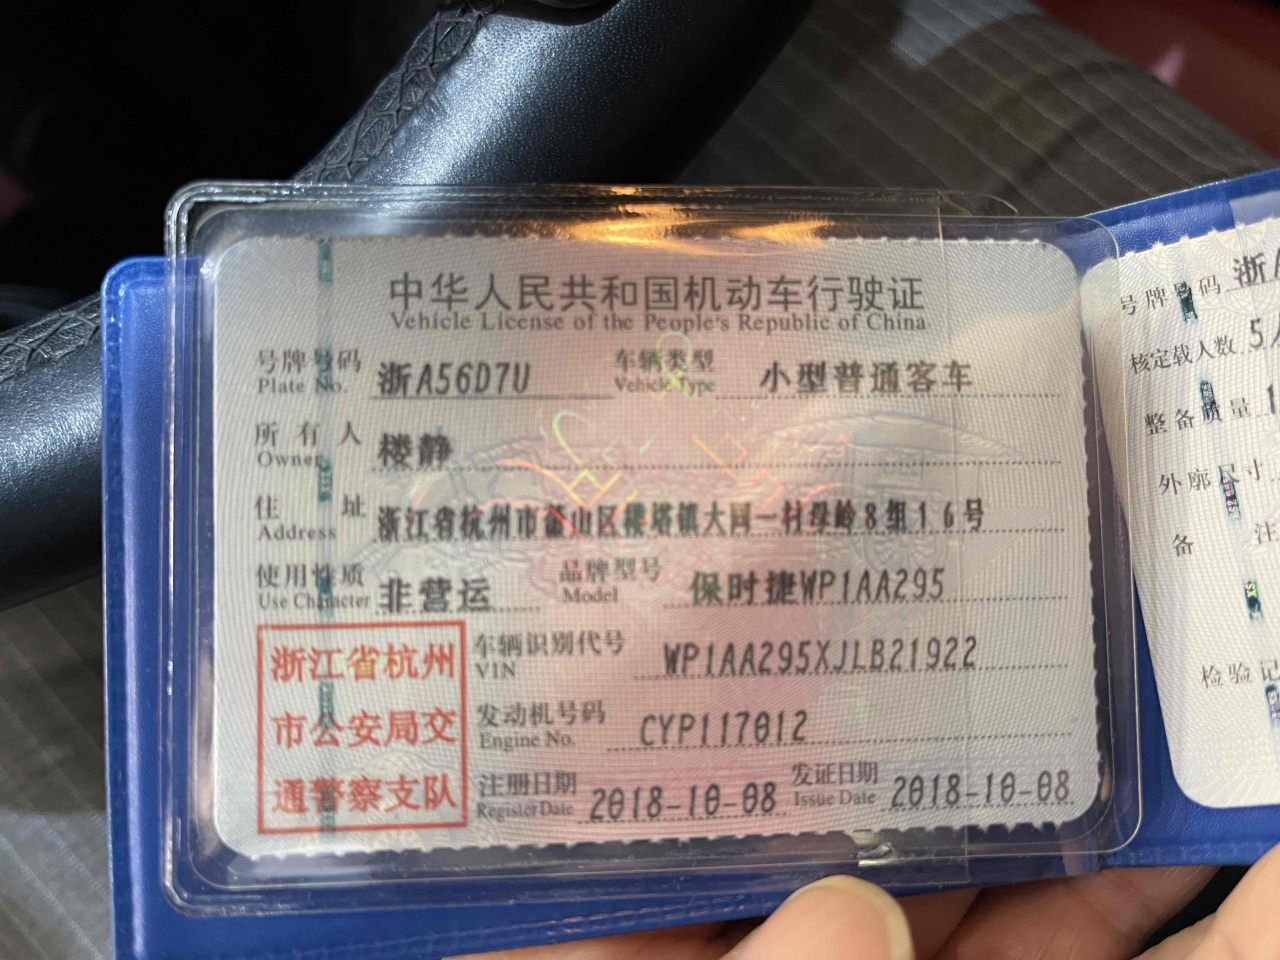 中华人民共和国机动车行驶证
Vehicle License of the People's Republic of China
号牌号码 浙A56D7U 车辆类型 小型普通客车
Plate No. Vehicle Type
所有人 楼静
Owner
住址 浙江省杭州市萧山区楼塔镇大同一村母岭8组16号
Address
使用性质 非营运 品牌型号 保时捷WP1AA295
Use Character Model
浙江省杭州
市公安局交
通警察支队
车辆识别代号 WP1AA295XJLB21922
VIN
发动机号码 CYP117012
Engine No.
注册日期 2018-10-08 发证日期 2018-10-08
Register Date Issue Date
号牌号码 浙A
核定载人数 5人
整备质量 1
外廓尺寸
备注
检验记